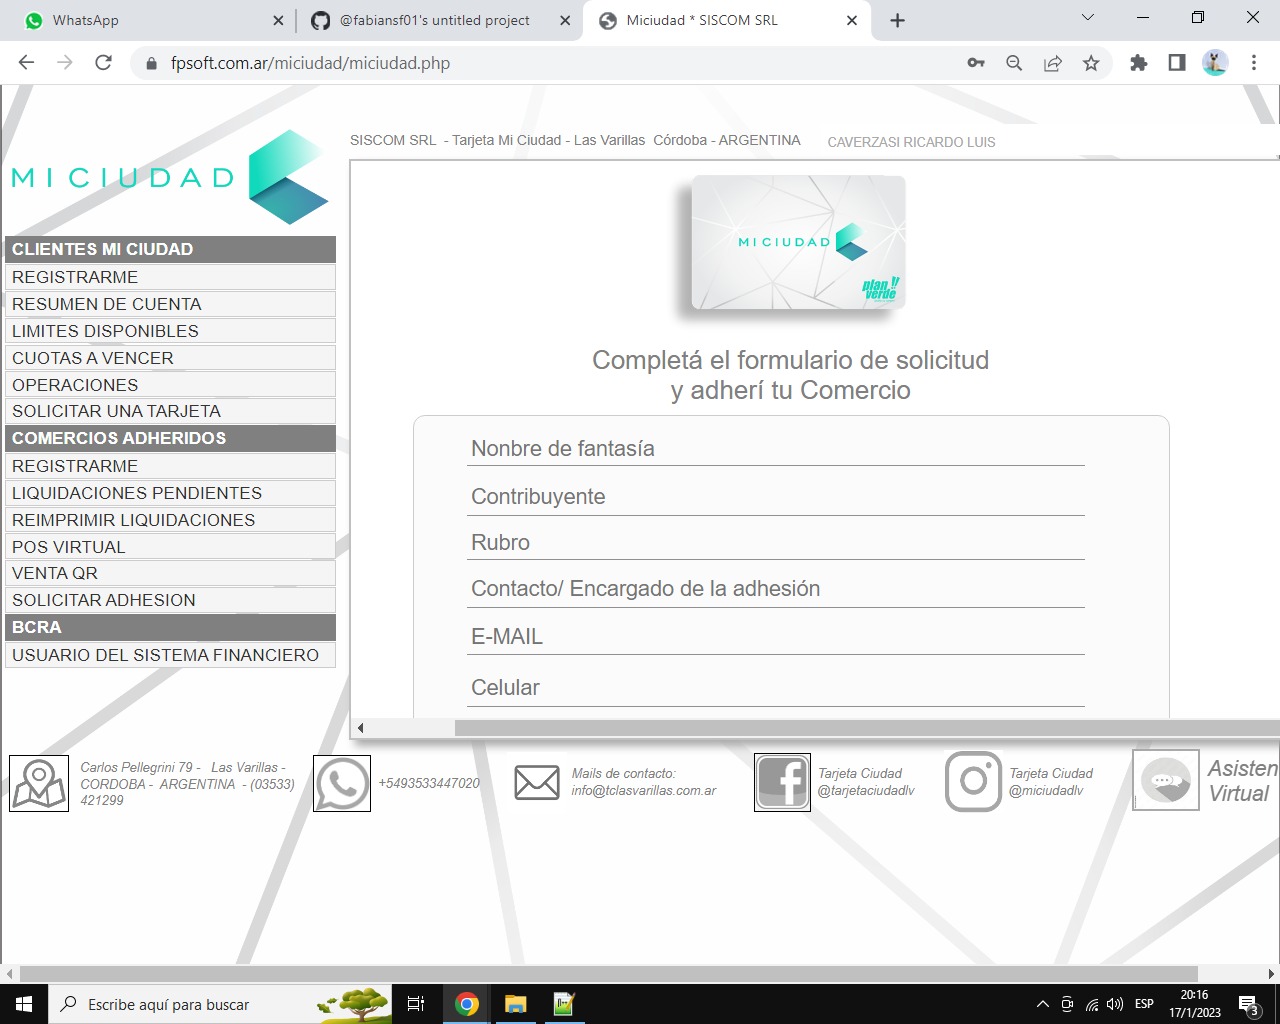 WhatsApp
@fabiansf01's untitled project
Miciudad * SISCOM SRL
fpsoft.com.ar/miciudad/miciudad.php
MI CIUDAD
SISCOM SRL - Tarjeta Mi Ciudad - Las Varillas Córdoba - ARGENTINA
CAVERZASI RICARDO LUIS
CLIENTES MI CIUDAD
REGISTRARME
RESUMEN DE CUENTA
LIMITES DISPONIBLES
CUOTAS A VENCER
OPERACIONES
SOLICITAR UNA TARJETA
COMERCIOS ADHERIDOS
REGISTRARME
LIQUIDACIONES PENDIENTES
REIMPRIMIR LIQUIDACIONES
POS VIRTUAL
VENTA QR
SOLICITAR ADHESION
BCRA
USUARIO DEL SISTEMA FINANCIERO
MI CIUDAD
plan
verde
Completá el formulario de solicitud
y adherí tu Comercio
Nonbre de fantasía
Contribuyente
Rubro
Contacto/ Encargado de la adhesión
E-MAIL
Celular
Carlos Pellegrini 79 - Las Varillas -
CORDOBA - ARGENTINA - (03533)
421299
+5493533447020
Mails de contacto:
info@tclasvarillas.com.ar
Tarjeta Ciudad
@tarjetaciudadlv
Tarjeta Ciudad
@miciudadlv
Asisten
Virtual
Escribe aquí para buscar
ESP
20:16
17/1/2023
3